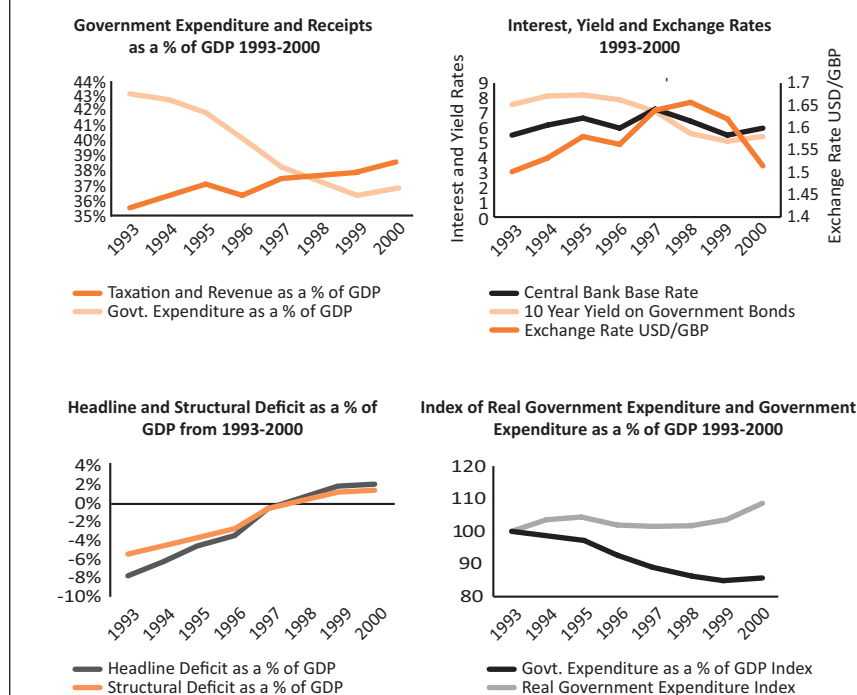 Government Expenditure and Receipts
as a % of GDP 1993-2000
44%
43%
42%
41%
40%
39%
38%
37%
36%
35%
1993 1994 1995 1996 1997 1998 1999 2000
Taxation and Revenue as a % of GDP
Govt. Expenditure as a % of GDP
Interest, Yield and Exchange Rates
1993-2000
Interest and Yield Rates
9
8
7
6
5
4
3
2
1
0
1.7
1.65
1.6
1.55
1.5
1.45
1.4
Exchange Rate USD/GBP
1993 1994 1995 1996 1997 1998 1999 2000
Central Bank Base Rate
10 Year Yield on Government Bonds
Exchange Rate USD/GBP
Headline and Structural Deficit as a % of
GDP from 1993-2000
4%
2%
0%
-2%
-4%
-6%
-8%
-10%
1993 1994 1995 1996 1997 1998 1999 2000
Headline Deficit as a % of GDP
Structural Deficit as a % of GDP
Index of Real Government Expenditure and Government
Expenditure as a % of GDP 1993-2000
120
110
100
90
80
1993 1994 1995 1996 1997 1998 1999 2000
Govt. Expenditure as a % of GDP Index
Real Government Expenditure Index